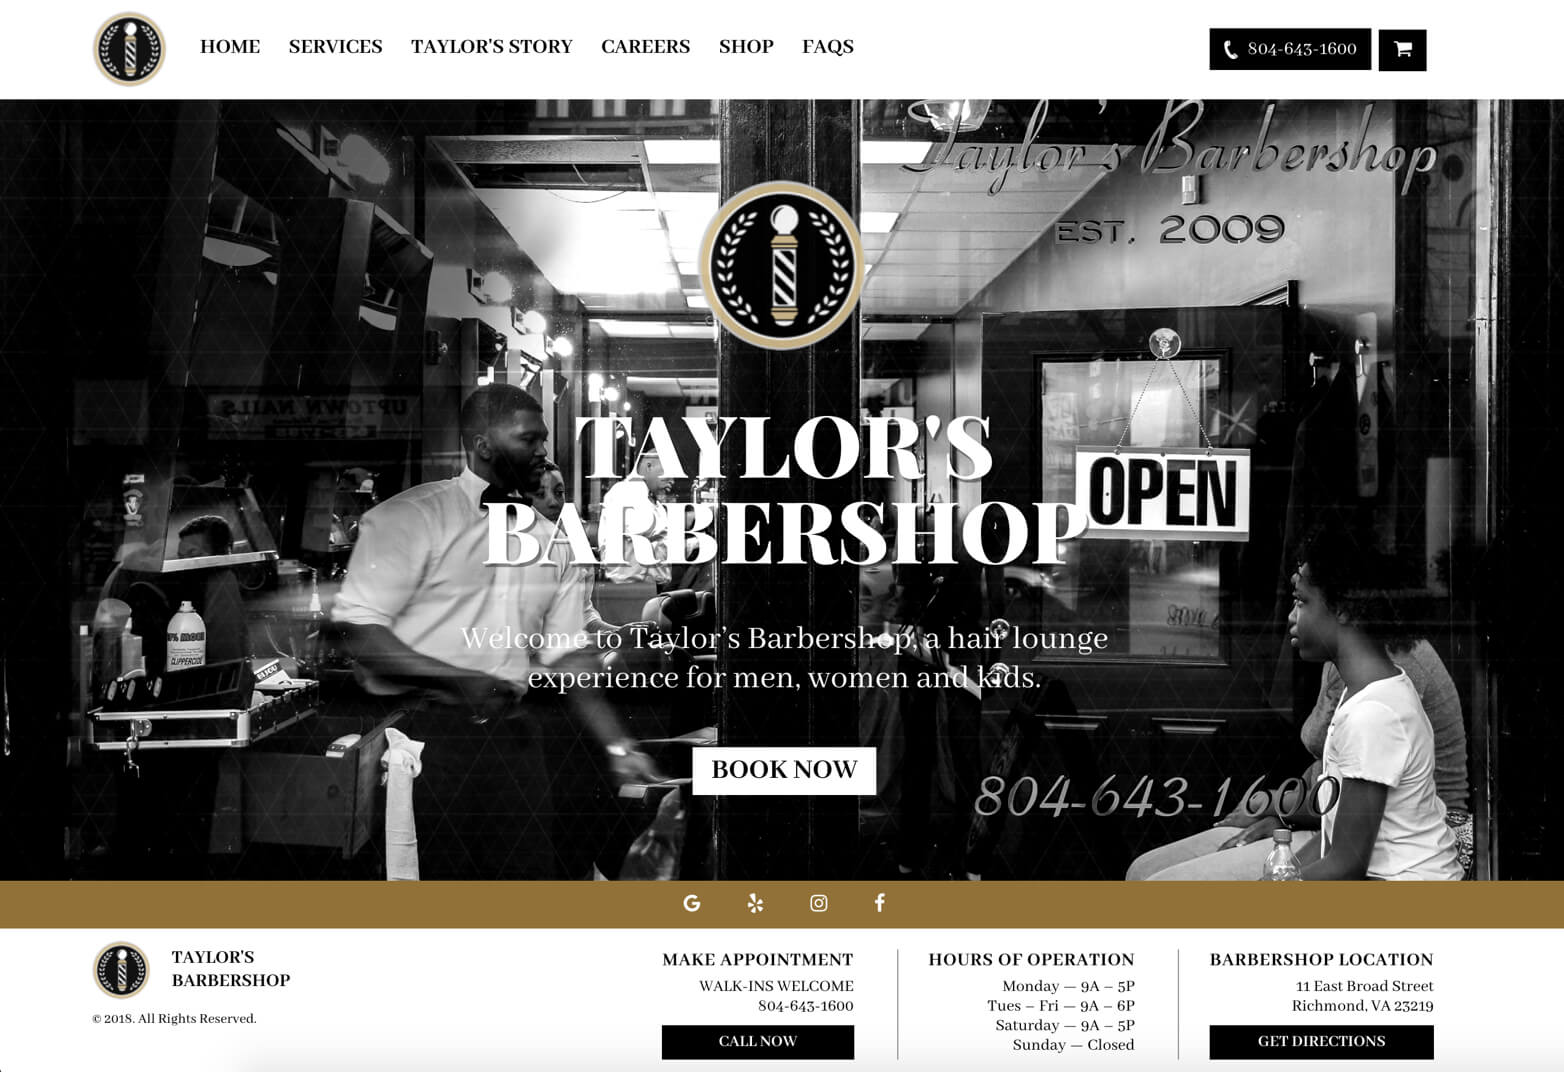 HOME SERVICES TAYLOR'S STORY CAREERS SHOP FAQS
804-643-1600
Taylor's Barbershop
EST. 2009
UPTOWN NAILS
OPEN
TAYLOR'S
BARBERSHOP
CLIPPERCIDE
Welcome to Taylor's Barbershop, a hair lounge
experience for men, women and kids.
BOOK NOW
804-643-1600
TAYLOR'S
BARBERSHOP
© 2018. All Rights Reserved.
MAKE APPOINTMENT
WALK-INS WELCOME
804-643-1600
CALL NOW
HOURS OF OPERATION
Monday — 9A – 5P
Tues – Fri — 9A – 6P
Saturday — 9A – 5P
Sunday — Closed
BARBERSHOP LOCATION
11 East Broad Street
Richmond, VA 23219
GET DIRECTIONS